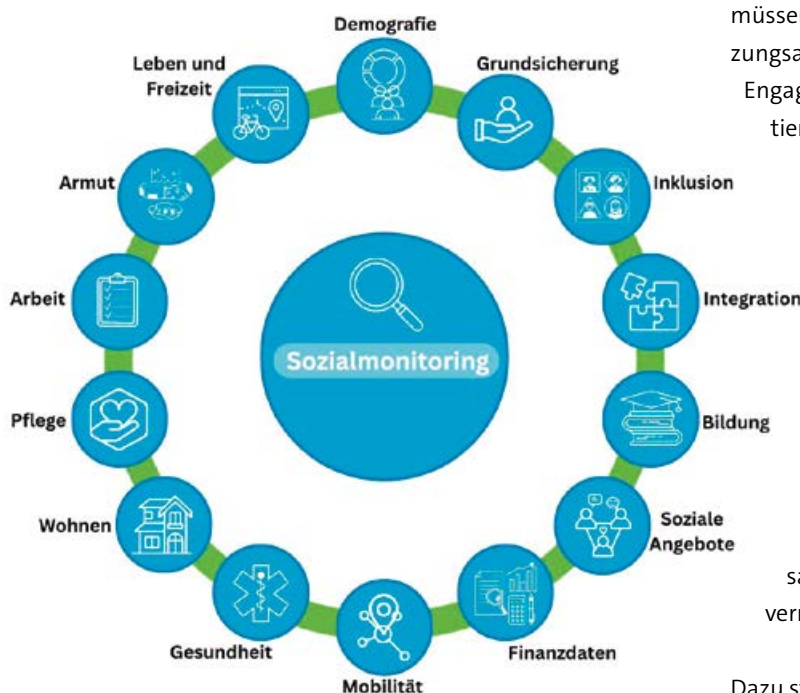 Demografie
Grundsicherung
Inklusion
Integration
Bildung
Soziale
Angebote
Finanzdaten
Mobilität
Gesundheit
Wohnen
Pflege
Arbeit
Armut
Leben und
Freizeit
Sozialmonitoring
müsse
zungsa
Engag
tier
sa
verr
Dazu s